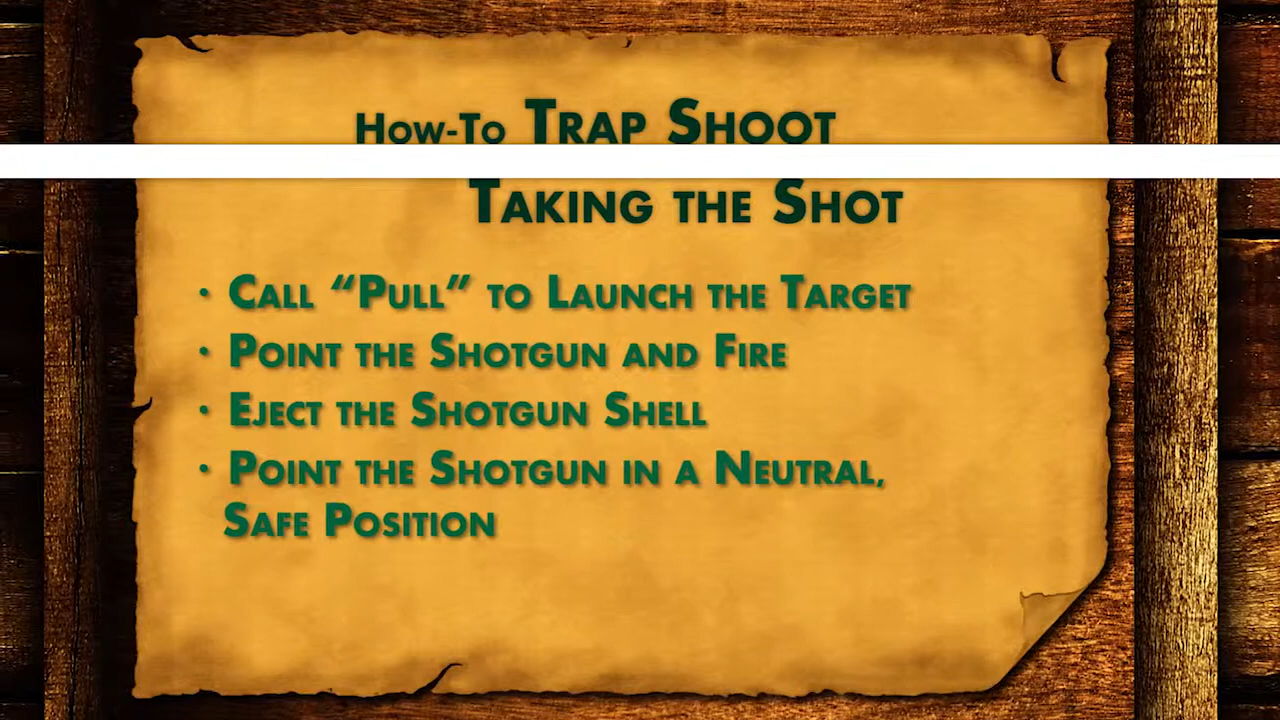 How-To Trap Shoot
Taking the Shot
• Call “Pull” to Launch the Target
• Point the Shotgun and Fire
• Eject the Shotgun Shell
• Point the Shotgun in a Neutral,
Safe Position